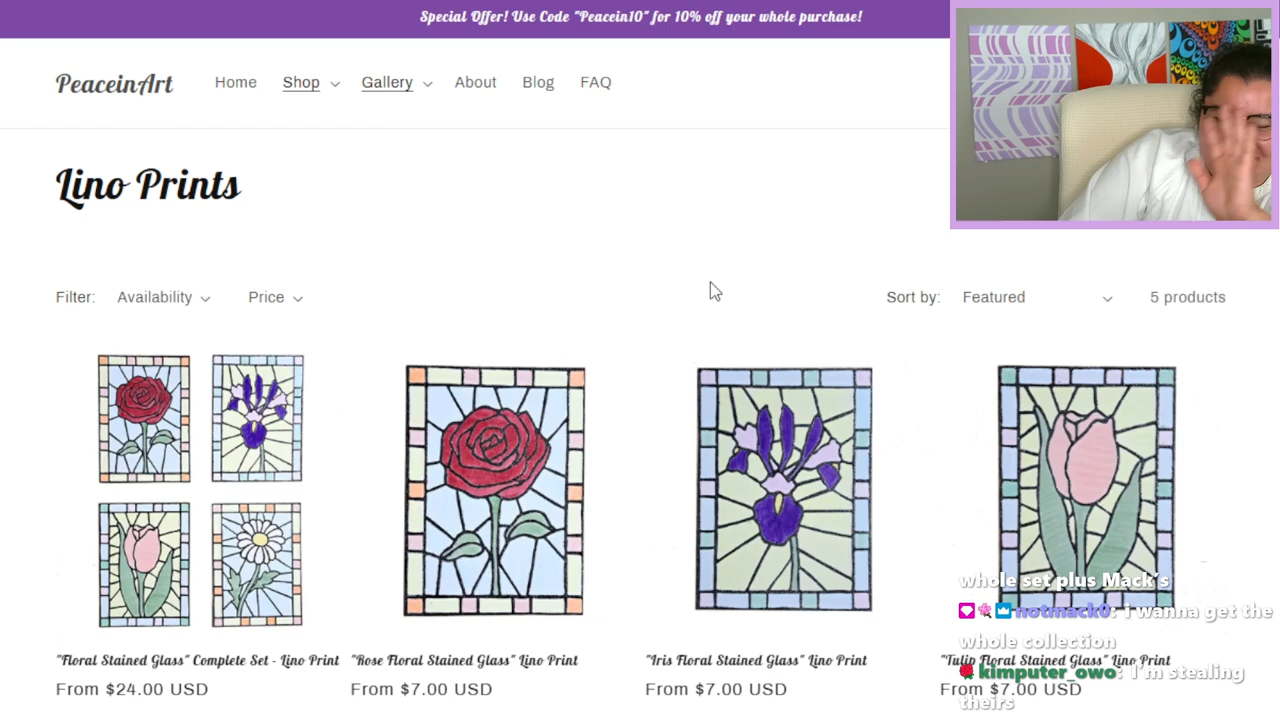 Special Offer! Use Code "Peacein10" for 10% off your whole purchase!
PeaceinArt
Home
Shop
Gallery
About
Blog
FAQ
Lino Prints
Filter:
Availability
Price
Sort by:
Featured
5 products
"Floral Stained Glass" Complete Set - Lino Print
From $24.00 USD
"Rose Floral Stained Glass" Lino Print
From $7.00 USD
"Iris Floral Stained Glass" Lino Print
From $7.00 USD
"Tulip Floral Stained Glass" Lino Print
From $7.00 USD
whole set plus Mack's
notmack0: i wanna get the
whole collection
kimputer_owo: I'm stealing
theirs